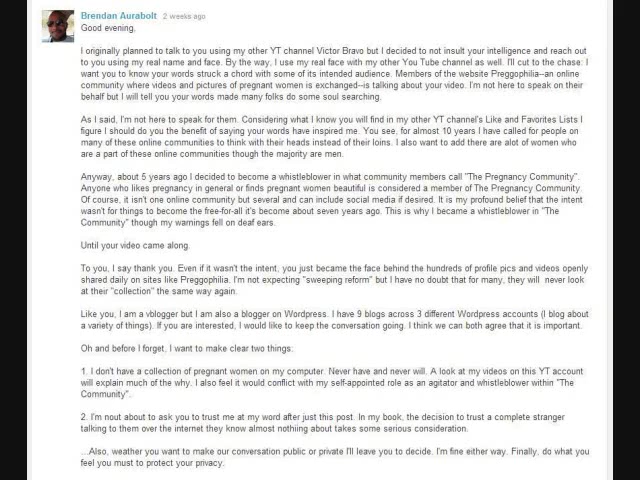 Brendan Aurabolt 2 weeks ago
Good evening,
I originally planned to talk to you using my other YT channel Victor Bravo but I decided to not insult your intelligence and reach out
to you using my real name and face. By the way, I use my real face with my other You Tube channel as well. I'll cut to the chase: I
want you to know your words struck a chord with some of its intended audience. Members of the website Preggophilia--an online
community where videos and pictures of pregnant women is exchanged--is talking about your video. I'm not here to speak on their
behalf but I will tell you your words made many folks do some soul searching.
As I said, I'm not here to speak for them. Considering what I know you will find in my other YT channel's Like and Favorites Lists I
figure I should do you the benefit of saying your words have inspired me. You see, for almost 10 years I have called for people on
many of these online communities to think with their heads instead of their loins. I also want to add there are alot of women who
are a part of these online communities though the majority are men.
Anyway, about 5 years ago I decided to become a whistleblower in what community members call "The Pregnancy Community".
Anyone who likes pregnancy in general or finds pregnant women beautiful is considered a member of The Pregnancy Community.
Of course, it isn't one online community but several and can include social media if desired. It is my profound belief that the intent
wasn't for things to become the free-for-all it's become about seven years ago. This is why I became a whistleblower in "The
Community" though my warnings fell on deaf ears.
Until your video came along.
To you, I say thank you. Even if it wasn't the intent, you just became the face behind the hundreds of profile pics and videos openly
shared daily on sites like Preggophilia. I'm not expecting "sweeping reform" but I have no doubt that for many, they will never look
at their "collection" the same way again.
Like you, I am a vblogger but I am also a blogger on Wordpress. I have 9 blogs across 3 different Wordpress accounts (I blog about
a variety of things). If you are interested, I would like to keep the conversation going. I think we can both agree that it is important.
Oh and before I forget, I want to make clear two things:
1. I don't have a collection of pregnant women on my computer. Never have and never will. A look at my videos on this YT account
will explain much of the why. I also feel it would conflict with my self-appointed role as an agitator and whistleblower within "The
Community".
2. I'm nout about to ask you to trust me at my word after just this post. In my book, the decision to trust a complete stranger
talking to them over the internet they know almost nothiing about takes some serious consideration.
...Also, weather you want to make our conversation public or private I'll leave you to decide. I'm fine either way. Finally, do what you
feel you must to protect your privacy.